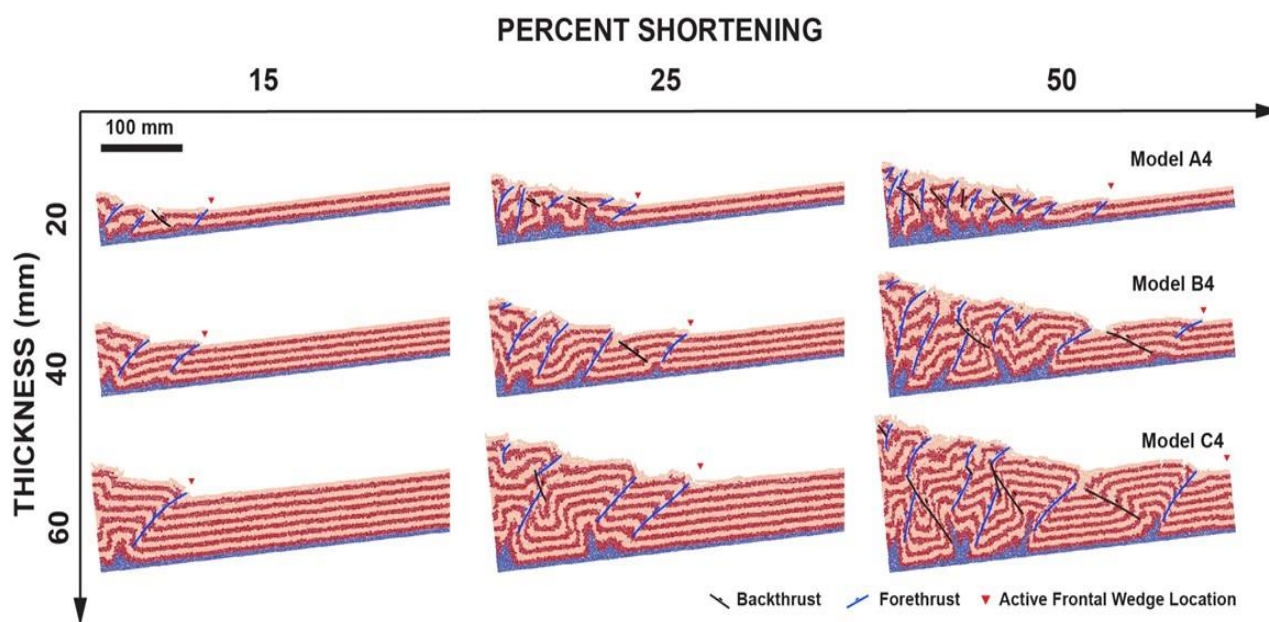 PERCENT SHORTENING
15
25
50
100 mm
Model A4
20
Model B4
THICKNESS (mm)
40
Model C4
60
Backthrust
Forethrust
Active Frontal Wedge Location